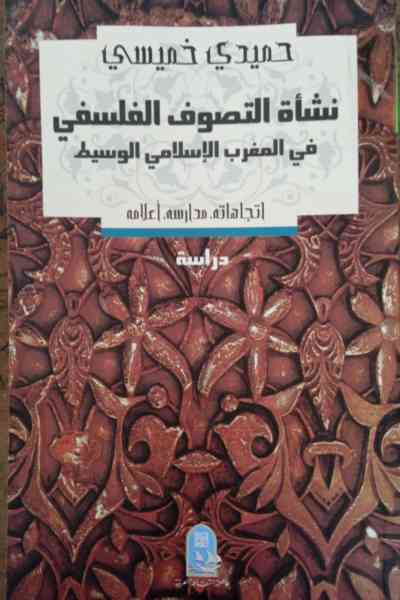 حميدي خميسي
نشأة التصوف الفلسفي
في المغرب الإسلامي الوسيط
اتجاهاته، مدارسه، أعلامه
دراسة